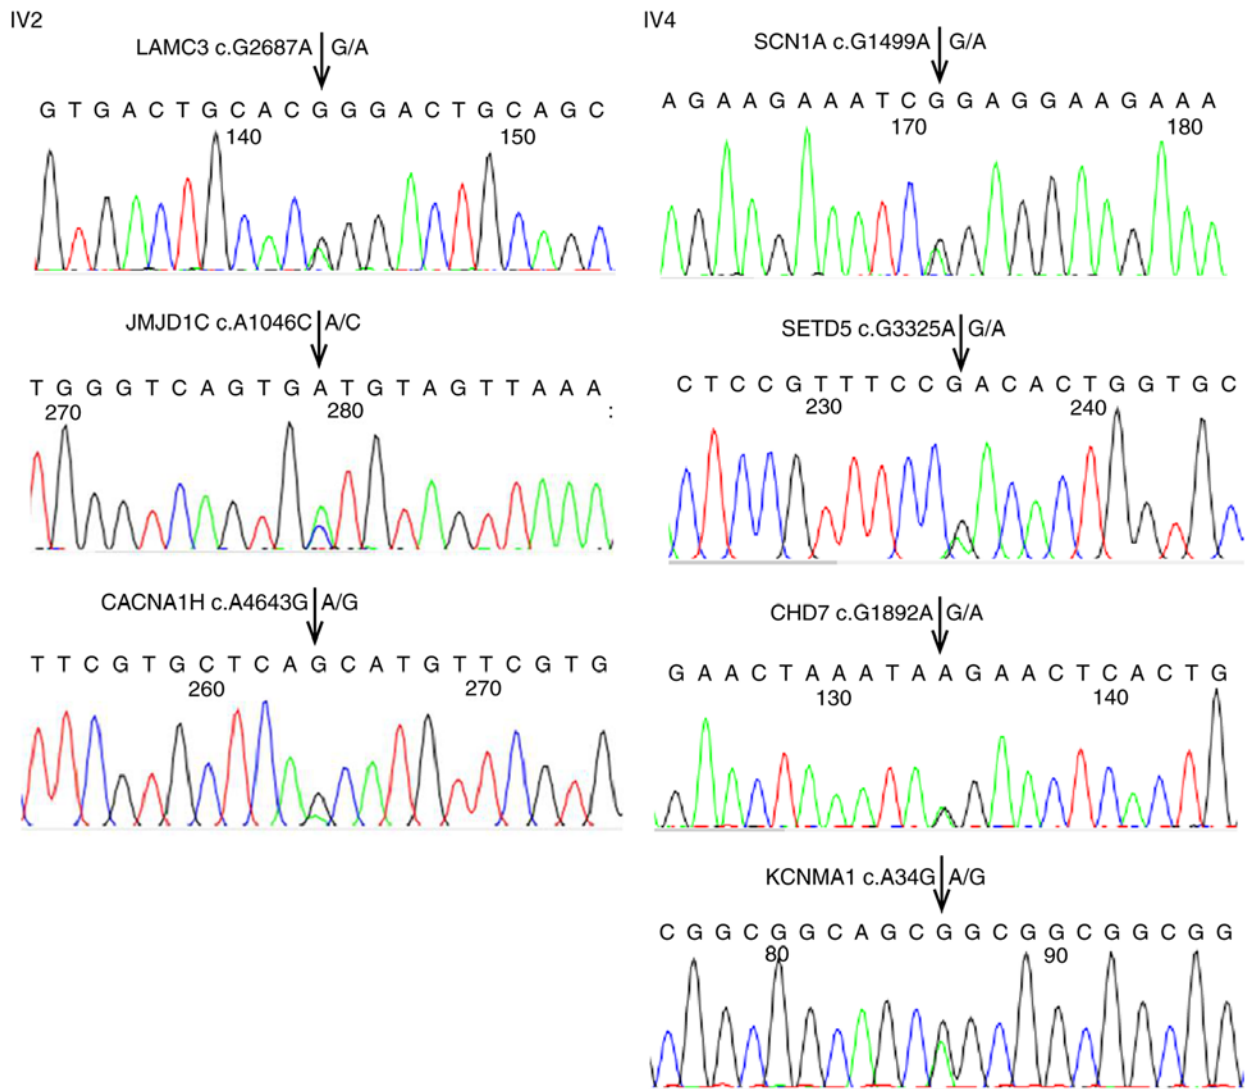 IV2
LAMC3 c.G2687A G/A
G T G A C T G C A C G G G A C T G C A G C
140 150
JMJD1C c.A1046C A/C
T G G G T C A G T G A T G T A G T T A A A
270 280 :
CACNA1H c.A4643G A/G
T T C G T G C T C A G C A T G T T C G T G
260 270
IV4
SCN1A c.G1499A G/A
A G A A G A A A T C G G A G G A A G A A A
170 180
SETD5 c.G3325A G/A
C T C C G T T T C C G A C A C T G G T G C
230 240
CHD7 c.G1892A G/A
G A A C T A A A T A A G A A C T C A C T G
130 140
KCNMA1 c.A34G A/G
C G G C G G C A G C G G C G G C G G C G G
80 90